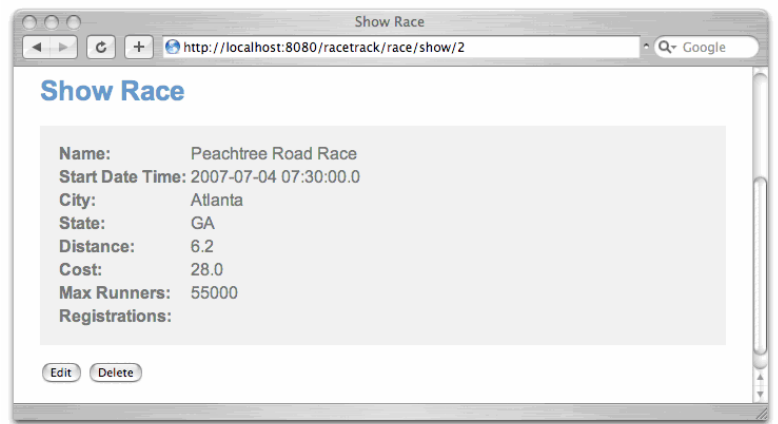 Show Race
http://localhost:8080/racetrack/race/show/2
Google
Show Race
Name: Peachtree Road Race
Start Date Time: 2007-07-04 07:30:00.0
City: Atlanta
State: GA
Distance: 6.2
Cost: 28.0
Max Runners: 55000
Registrations:
Edit Delete